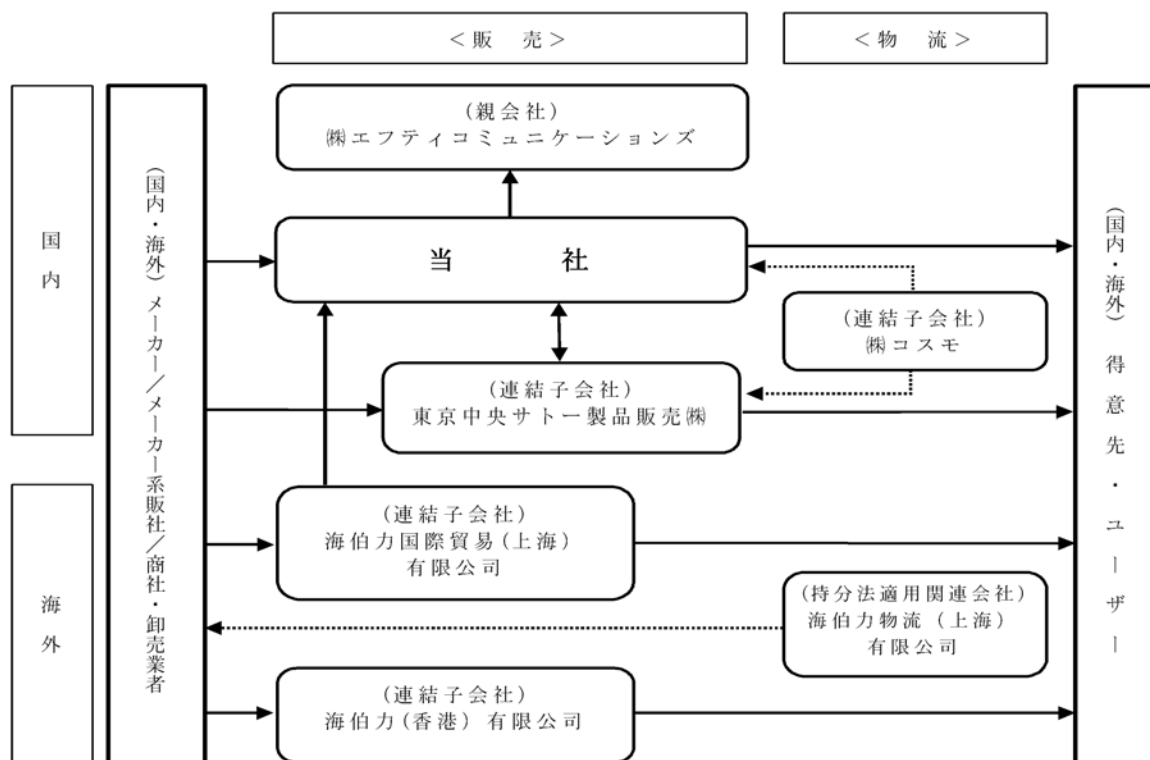 ＜販　売＞
＜物　流＞
国内
海外
(国内・海外) メーカー／メーカー系販社／商社・卸売業者
(親会社)
㈱エフティコミュニケーションズ
当　社
(連結子会社)
㈱コスモ
(連結子会社)
東京中央サトー製品販売㈱
(連結子会社)
海伯力国際貿易(上海)
有限公司
(持分法適用関連会社)
海伯力物流 (上海)
有限公司
(連結子会社)
海伯力(香港) 有限公司
(国内・海外) 得意先・ユーザー